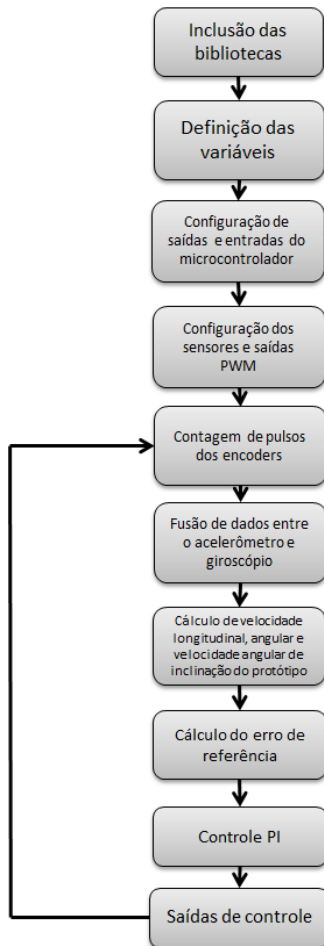 Inclusão das
bibliotecas
Definição das
variáveis
Configuração de
saídas e entradas do
microcontrolador
Configuração dos
sensores e saídas
PWM
Contagem de pulsos
dos encoders
Fusão de dados entre
o acelerômetro e
giroscópio
Cálculo de velocidade
longitudinal, angular e
velocidade angular de
inclinação do protótipo
Cálculo do erro de
referência
Controle PI
Saídas de controle